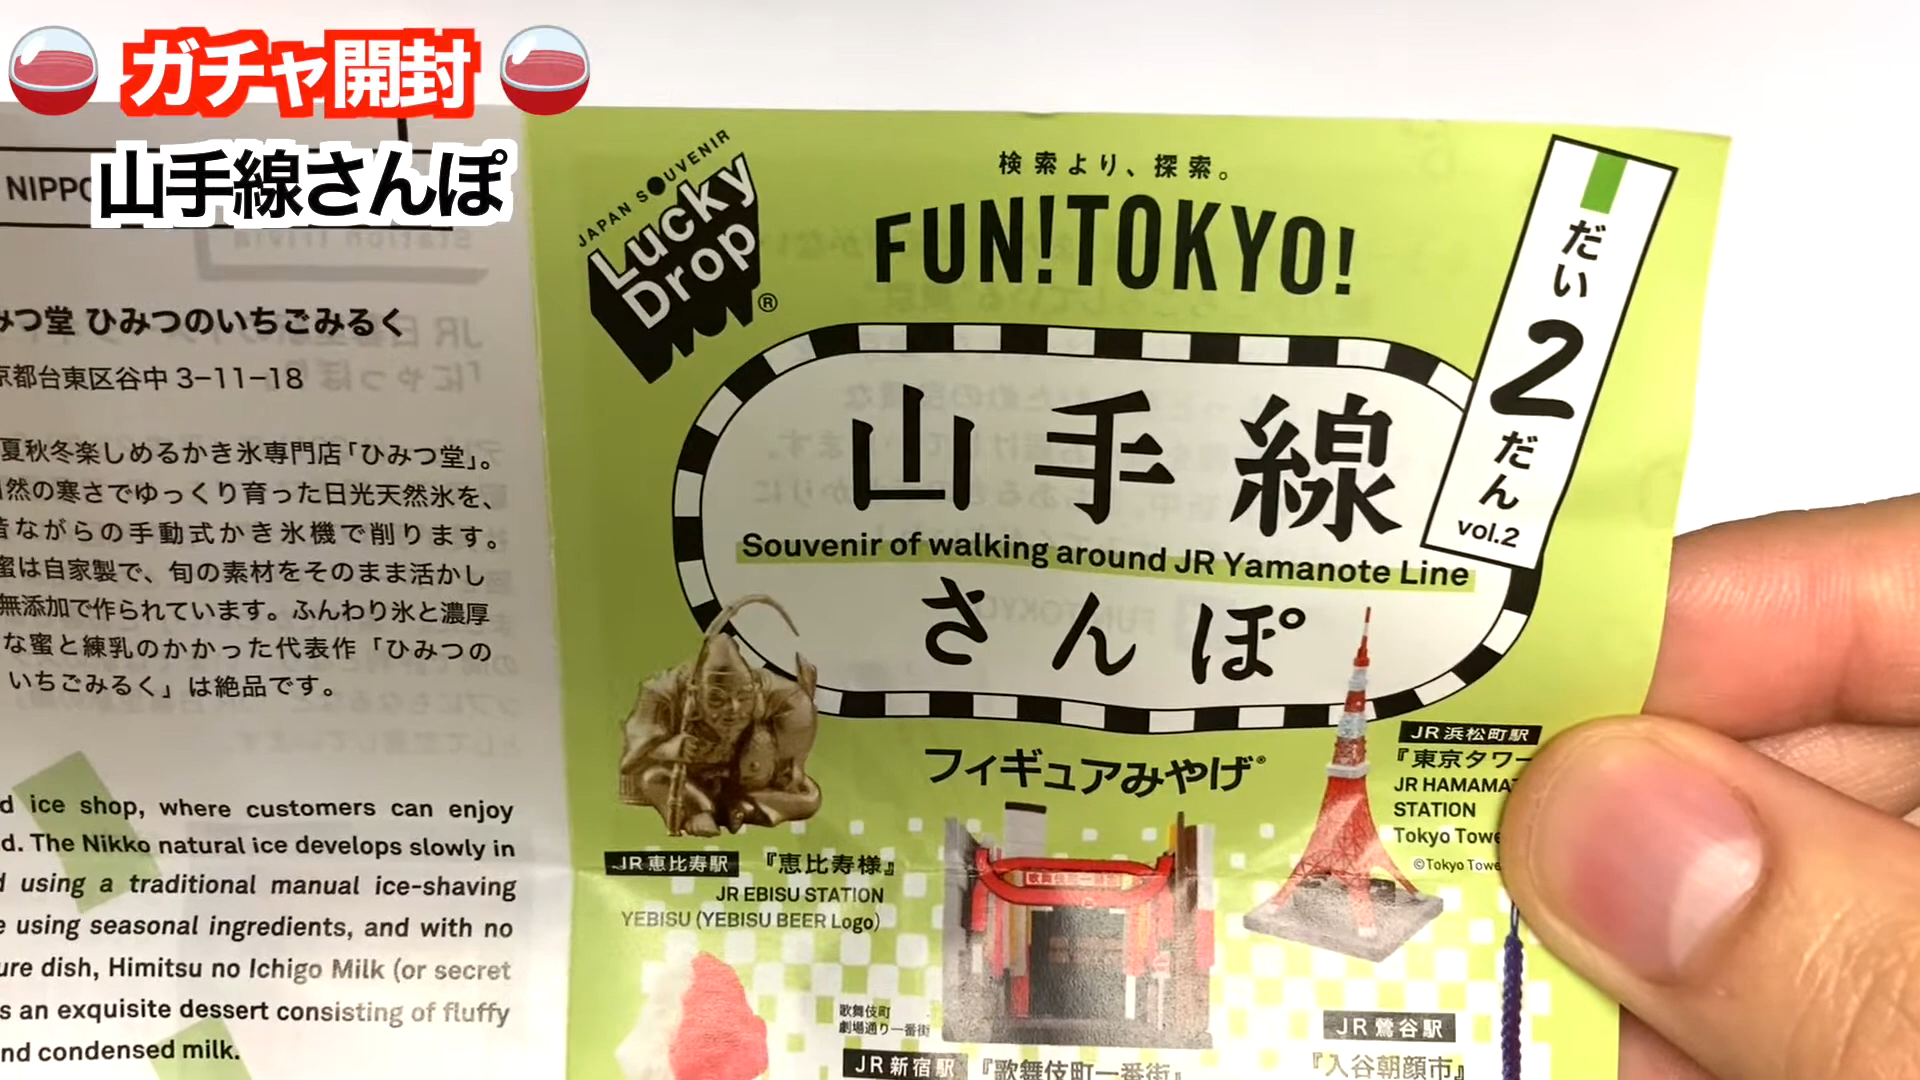 ガチャ開封
山手線さんぽ
NIPPO
みつ堂 ひみつのいちごみるく
京都台東区谷中 3-11-18
夏秋冬楽しめるかき氷専門店「ひみつ堂」。
然の寒さでゆっくり育った日光天然氷を、
ながらの手動式かき氷機で削ります。
蜜は自家製で、旬の素材をそのまま活かし
無添加で作られています。ふんわり氷と濃厚
な蜜と練乳のかかった代表作「ひみつの
いちごみるく」は絶品です。
d ice shop, where customers can enjoy
d. The Nikko natural ice develops slowly in
d using a traditional manual ice-shaving
e using seasonal ingredients, and with no
ure dish, Himitsu no Ichigo Milk (or secret
s an exquisite dessert consisting of fluffy
nd condensed milk.
JAPAN SOUVENIR
Lucky
Drop®
検索より、探索。
FUN!TOKYO!
だい
2
だん
vol.2
山手線
Souvenir of walking around JR Yamanote Line
さんぽ
フィギュアみやげ®
JR恵比寿駅 『恵比寿様』
JR EBISU STATION
YEBISU (YEBISU BEER Logo)
JR浜松町駅
『東京タワー
JR HAMAMA
STATION
Tokyo Towe
©Tokyo Towe
歌舞伎町
劇場通り一番街
JR新宿駅 『歌舞伎町一番街』
JR鶯谷駅
『入谷朝顔市』